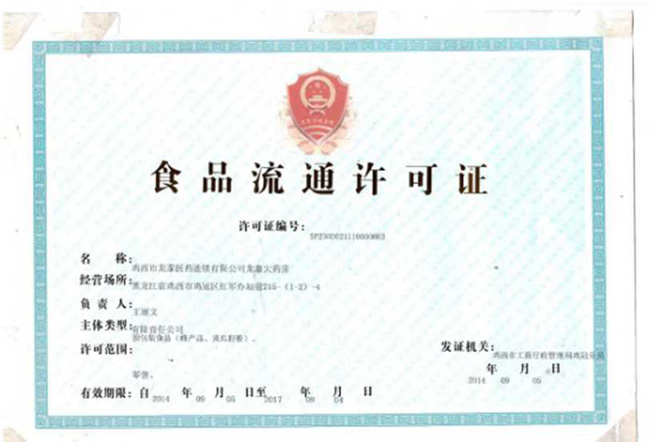 食品流通许可证
许可证编号:
名 称: 鸡西市龙泰医药连锁有限公司龙鼎大药房
经营场所: 黑龙江省鸡西市鸡冠区红军办站前215-(1-2)-4
负 责 人: 王丽文
主体类型: 有限责任公司
许可范围: 预包装食品(蜂产品、
零售。
发证机关: 鸡西市工商行政管理局鸡冠分局
年 月 日
2014 09 05
有效期限:自 2014 年 09 月 05 日至 2017 年 09 月 04 日